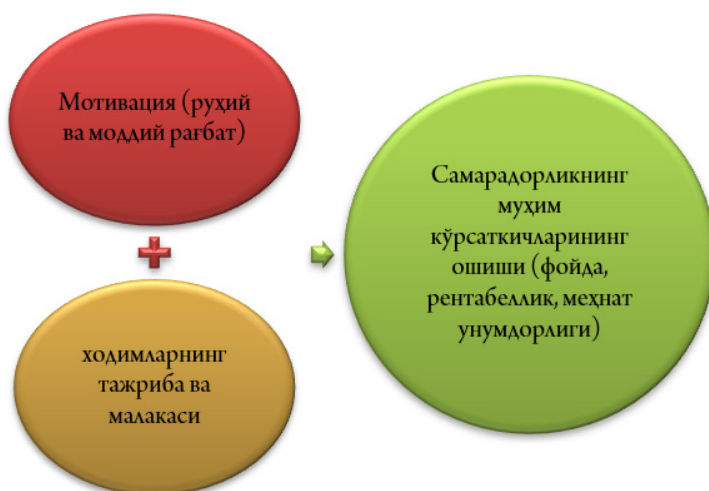 Мотивация (руҳий
ва моддий рағбат)
ходимларнинг
тажриба ва
малакаси
Самарадорликнинг
муҳим
кўрсаткичларининг
ошиши (фойда,
рентабеллик, меҳнат
унумдорлиги)